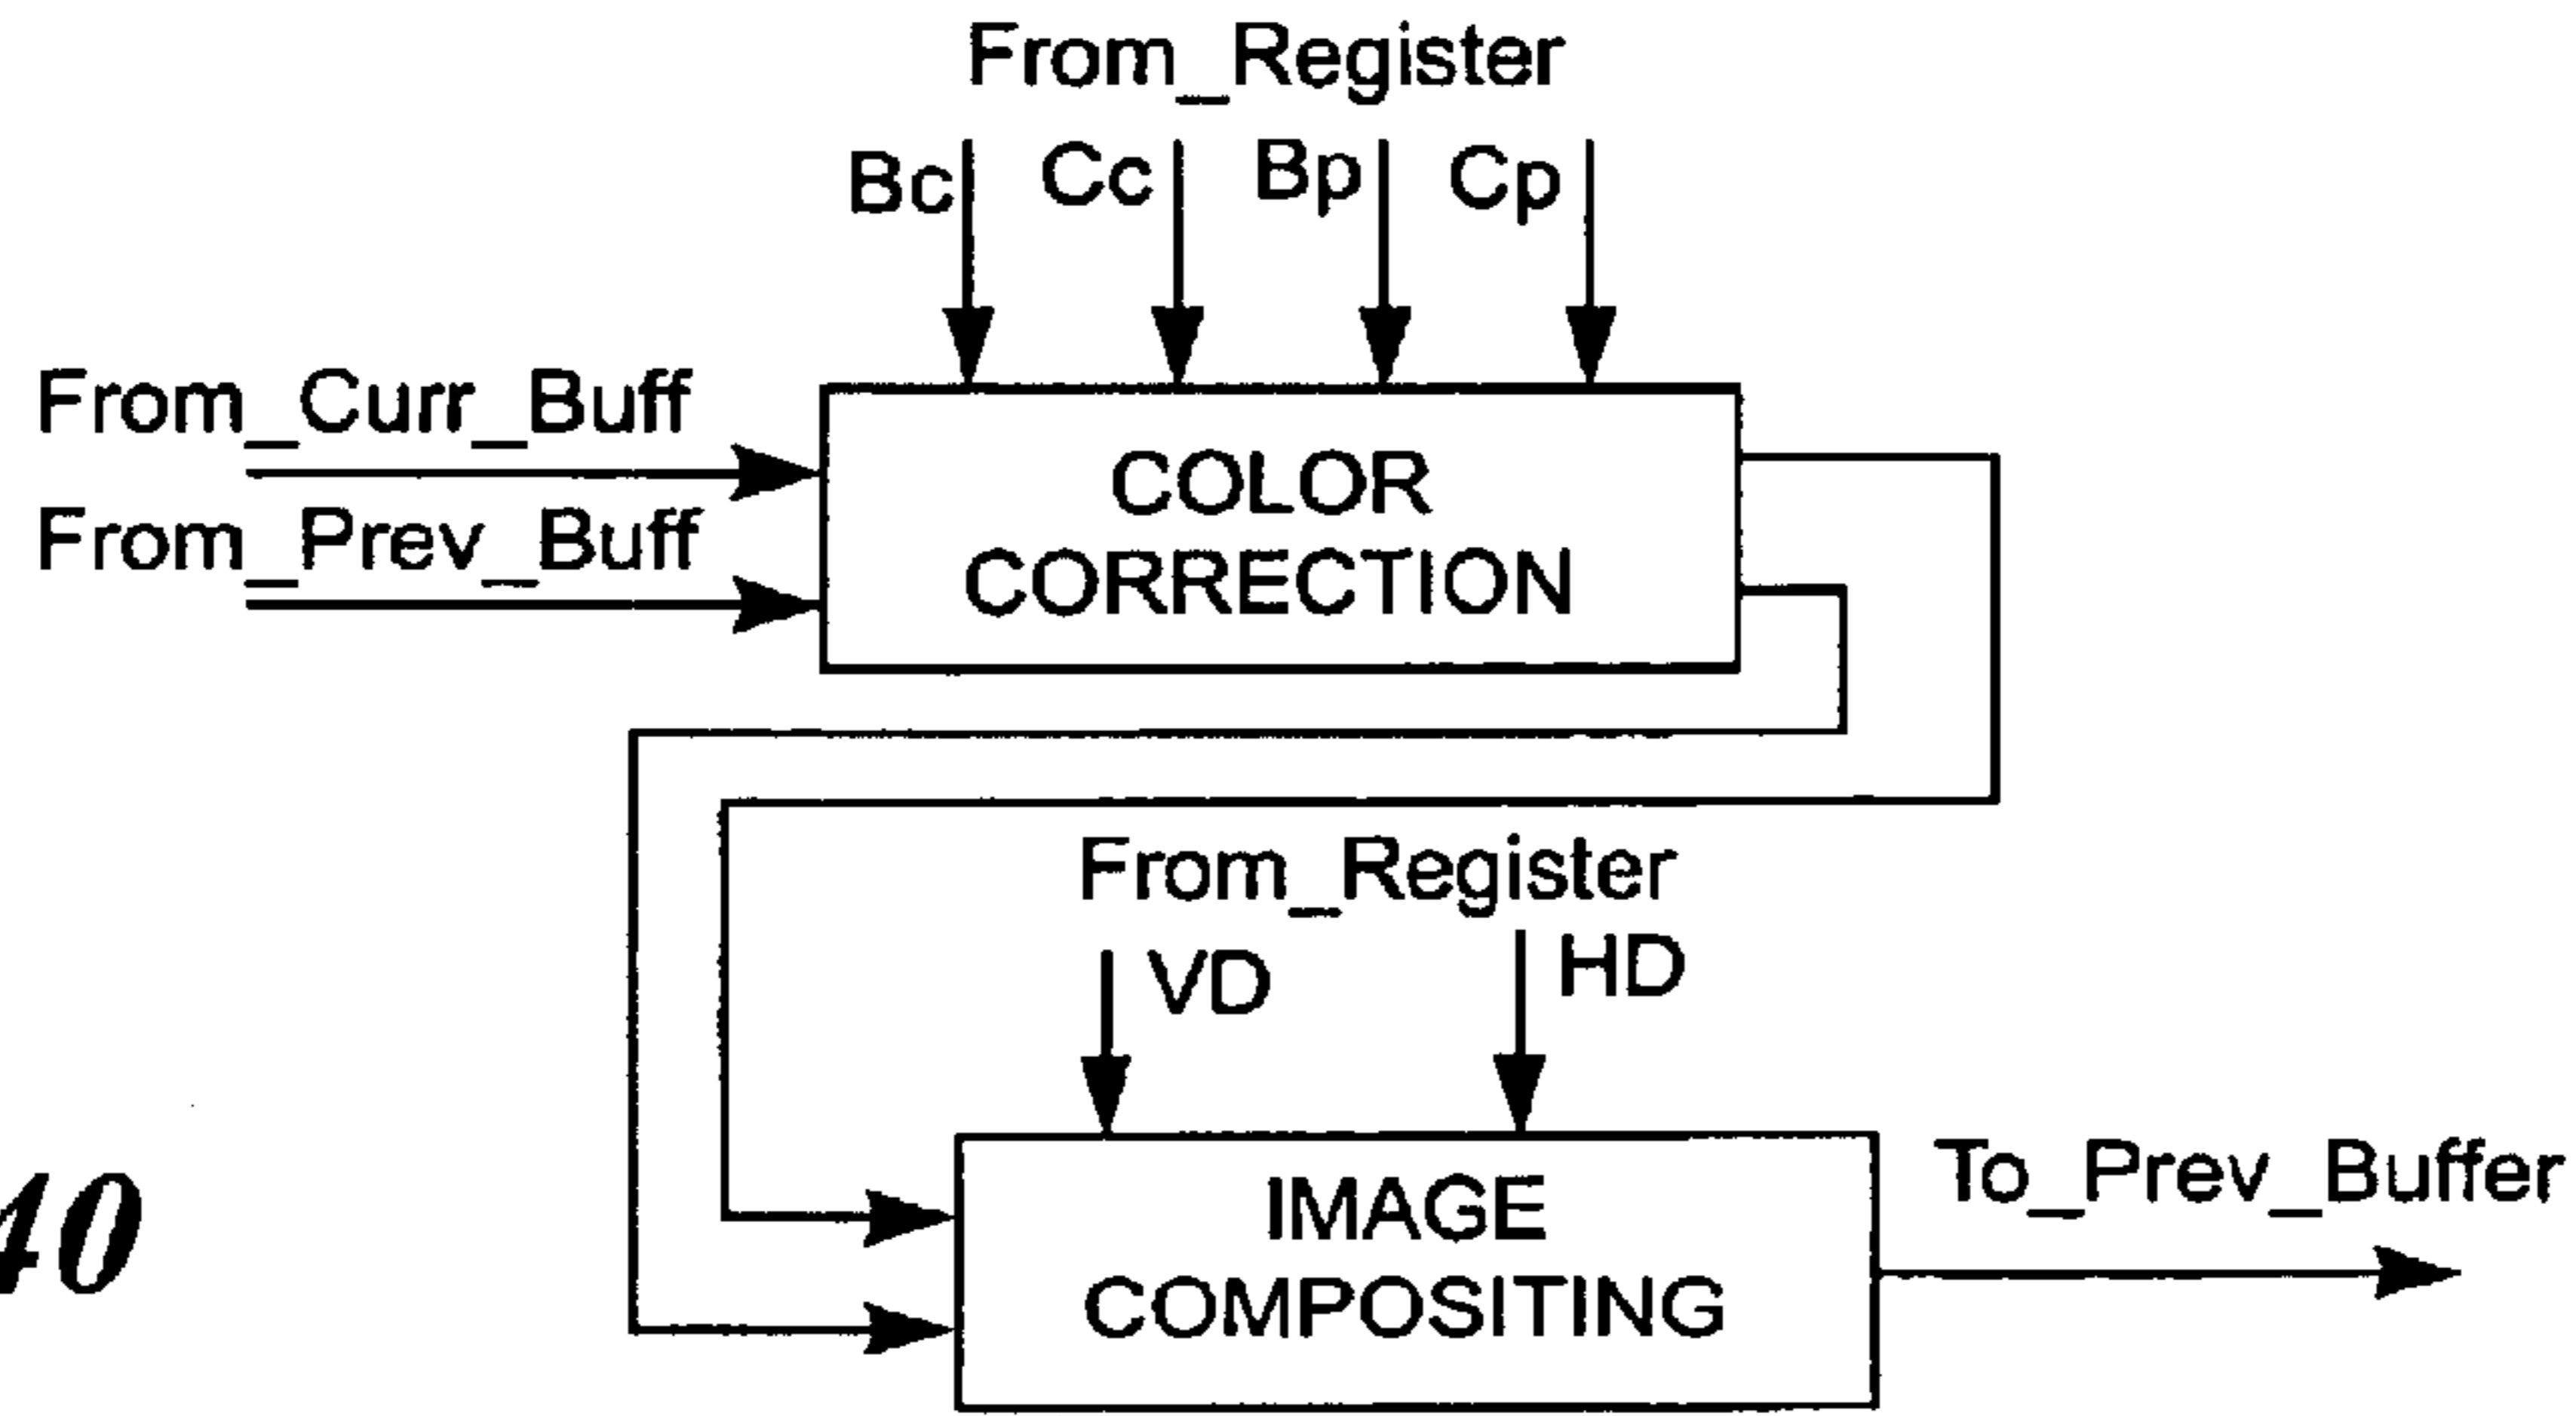 From_Register
Bc Cc Bp Cp
From_Curr_Buff
From_Prev_Buff
COLOR
CORRECTION
From_Register
VD HD
IMAGE
COMPOSITING
To_Prev_Buffer
40